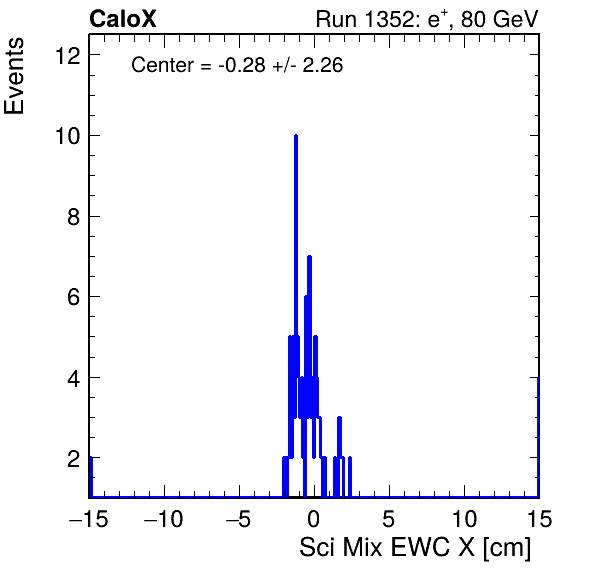 CaloX Run 1352: e⁺, 80 GeV
Center = -0.28 +/- 2.26
Events
12
10
8
6
4
2
−15 −10 −5 0 5 10 15
Sci Mix EWC X [cm]